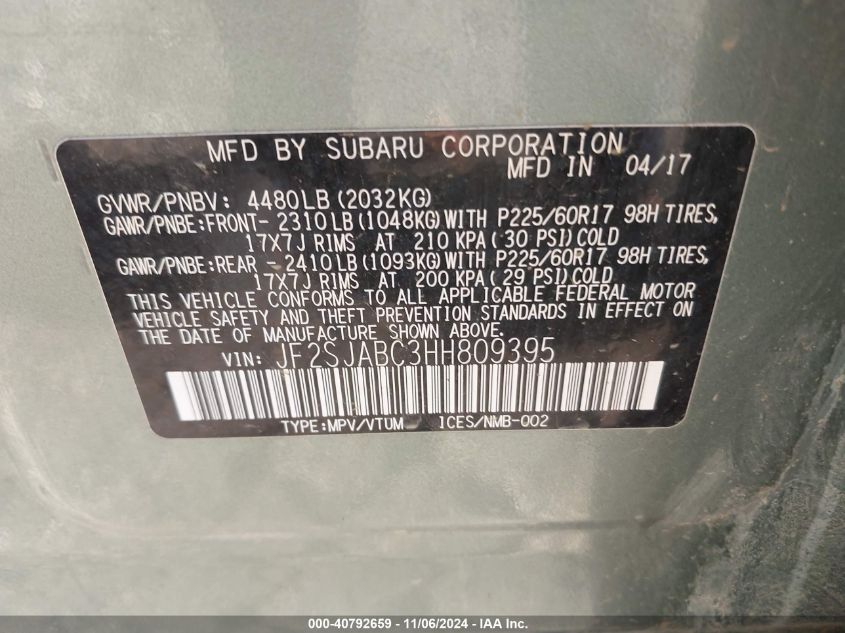 MFD BY SUBARU CORPORATION
MFD IN 04/17
GVWR/PNBV: 4480LB (2032KG)
GAWR/PNBE:FRONT- 2310LB (1048KG)WITH P225/60R17 98H TIRES,
17X7J RIMS AT 210 KPA( 30 PSI)COLD
GAWR/PNBE:REAR - 2410LB (1093KG)WITH P225/60R17 98H TIRES,
17X7J RIMS AT 200 KPA (29 PSI)COLD
THIS VEHICLE CONFORMS TO ALL APPLICABLE FEDERAL MOTOR
VEHICLE SAFETY AND THEFT PREVENTION STANDARDS IN EFFECT ON
THE DATE OF MANUFACTURE SHOWN ABOVE.
VIN: JF2SJABC3HH809395
TYPE:MPV/VTUM ICES/NMB-002
000-40792659 - 11/06/2024 - IAA Inc.